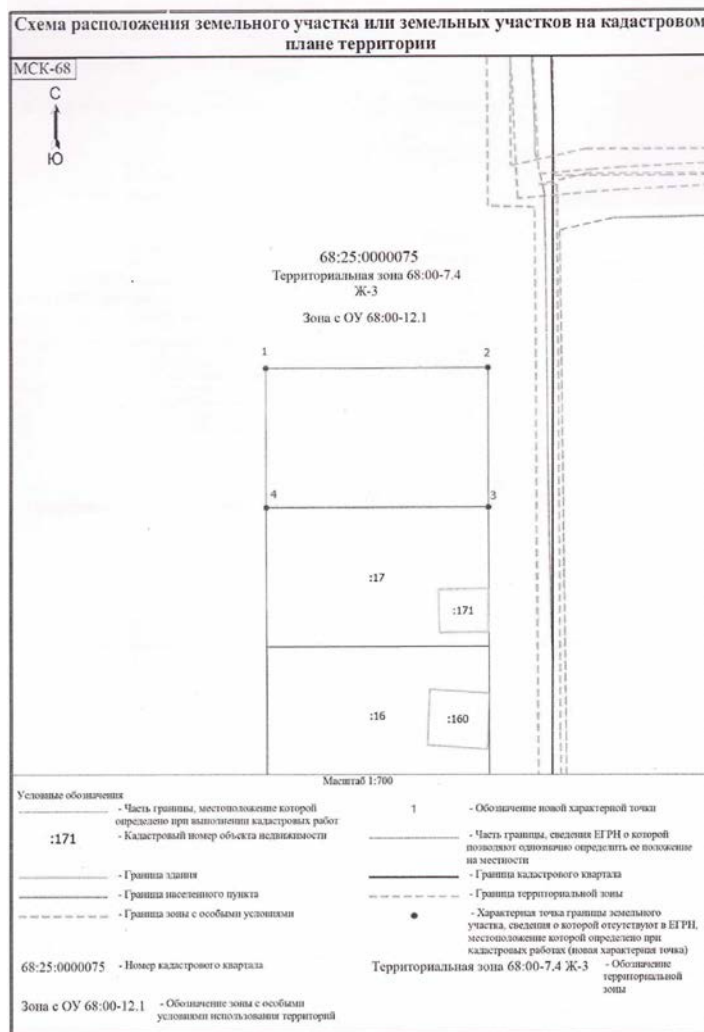 Схема расположения земельного участка или земельных участков на кадастровом
плане территории
МСК-68
С
Ю
68:25:0000075
Территориальная зона 68:00-7.4
Ж-3
Зона с ОУ 68:00-12.1
1
2
4
3
:17
:171
:16
:160
Масштаб 1:700
Условные обозначения
- Часть границы, местоположение которой
определено при выполнении кадастровых работ
1
- Обозначение новой характерной точки
:171
- Кадастровый номер объекта недвижимости
- Часть границы, сведения ЕГРН о которой
позволяют однозначно определить ее положение
на местности
- Граница здания
- Граница кадастрового квартала
- Граница населенного пункта
- Граница территориальной зоны
- Граница зоны с особыми условиями
- Характерная точка границы земельного
участка, сведения о которой отсутствуют в ЕГРН,
местоположение которой определено при
кадастровых работах (новая характерная точка)
68:25:0000075
- Номер кадастрового квартала
Территориальная зона 68:00-7.4 Ж-3
- Обозначение
территориальной
зоны
Зона с ОУ 68:00-12.1
- Обозначение зоны с особыми
условиями использования территорий